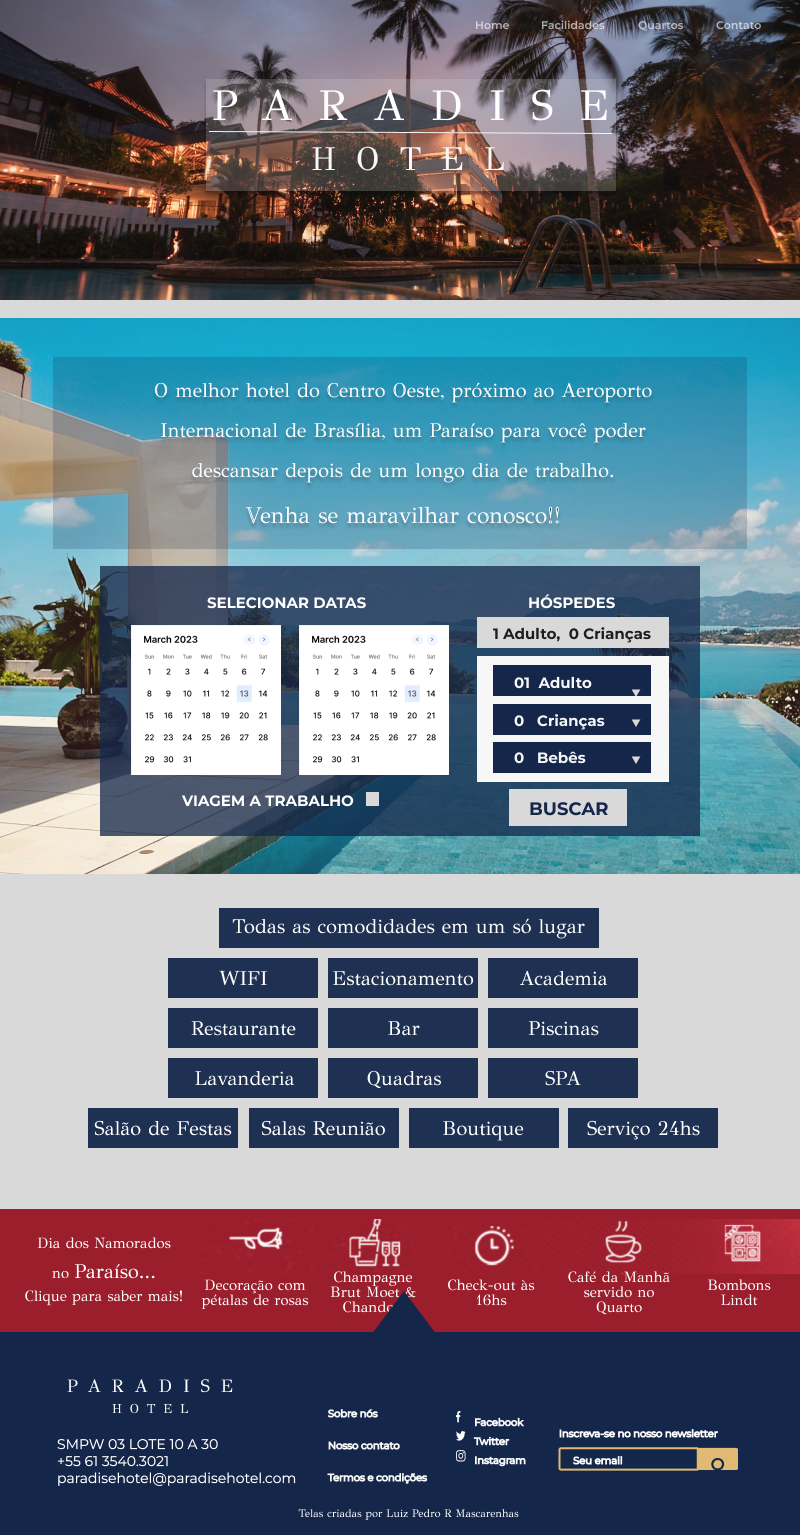 Home Facilidades Quartos Contato
PARADISE
HOTEL
O melhor hotel do Centro Oeste, próximo ao Aeroporto
Internacional de Brasília, um Paraíso para você poder
descansar depois de um longo dia de trabalho.
Venha se maravilhar conosco!!
SELECIONAR DATAS
HÓSPEDES
March 2023
Sun Mon Tue Wed Thu Fri Sat
1 2 3 4 5 6 7
8 9 10 11 12 13 14
15 16 17 18 19 20 21
22 23 24 25 26 27 28
29 30 31
March 2023
Sun Mon Tue Wed Thu Fri Sat
1 2 3 4 5 6 7
8 9 10 11 12 13 14
15 16 17 18 19 20 21
22 23 24 25 26 27 28
29 30 31
1 Adulto, 0 Crianças
01 Adulto
0 Crianças
0 Bebês
VIAGEM A TRABALHO
BUSCAR
Todas as comodidades em um só lugar
WIFI Estacionamento Academia
Restaurante Bar Piscinas
Lavanderia Quadras SPA
Salão de Festas Salas Reunião Boutique Serviço 24hs
Dia dos Namorados
no Paraíso...
Clique para saber mais!
Decoração com
pétalas de rosas
Champagne
Brut Moet &
Chando
Check-out às
16hs
Café da Manhã
servido no
Quarto
Bombons
Lindt
PARADISE
HOTEL
SMPW 03 LOTE 10 A 30
+55 61 3540.3021
paradisehotel@paradisehotel.com
Sobre nós
Nosso contato
Termos e condições
Facebook
Twitter
Instagram
Inscreva-se no nosso newsletter
Seu email
Telas criadas por Luiz Pedro R Mascarenhas